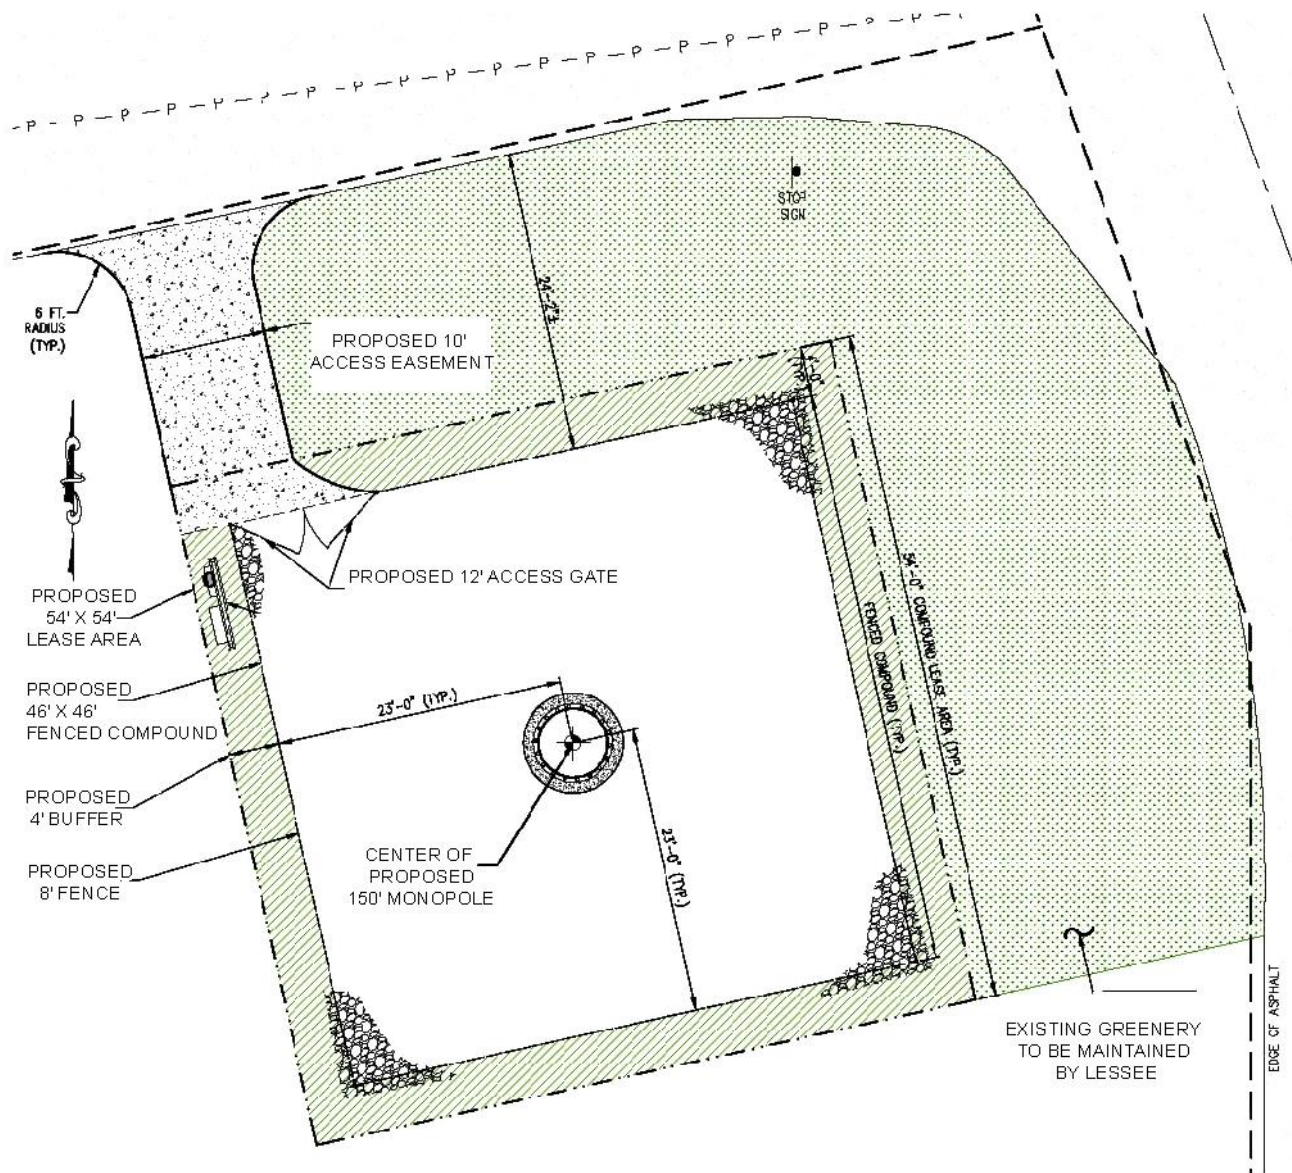 P P P P P P P P P P P P P P P P P P P
STOP
SIGN
24'-2"±
6 FT.
RADIUS
(TYP.)
PROPOSED 10'
ACCESS EASEMENT
4'-0"
(TYP.)
PROPOSED 12' ACCESS GATE
PROPOSED
54' X 54'
LEASE AREA
PROPOSED
46' X 46'
FENCED COMPOUND
23'-0" (TYP.)
FENCED COMPOUND (TYP.)
54'-0" COMPOUND LEASE AREA (TYP.)
PROPOSED
4' BUFFER
PROPOSED
8' FENCE
CENTER OF
PROPOSED
150' MONOPOLE
23'-0" (TYP.)
EXISTING GREENERY
TO BE MAINTAINED
BY LESSEE
EDGE OF ASPHALT